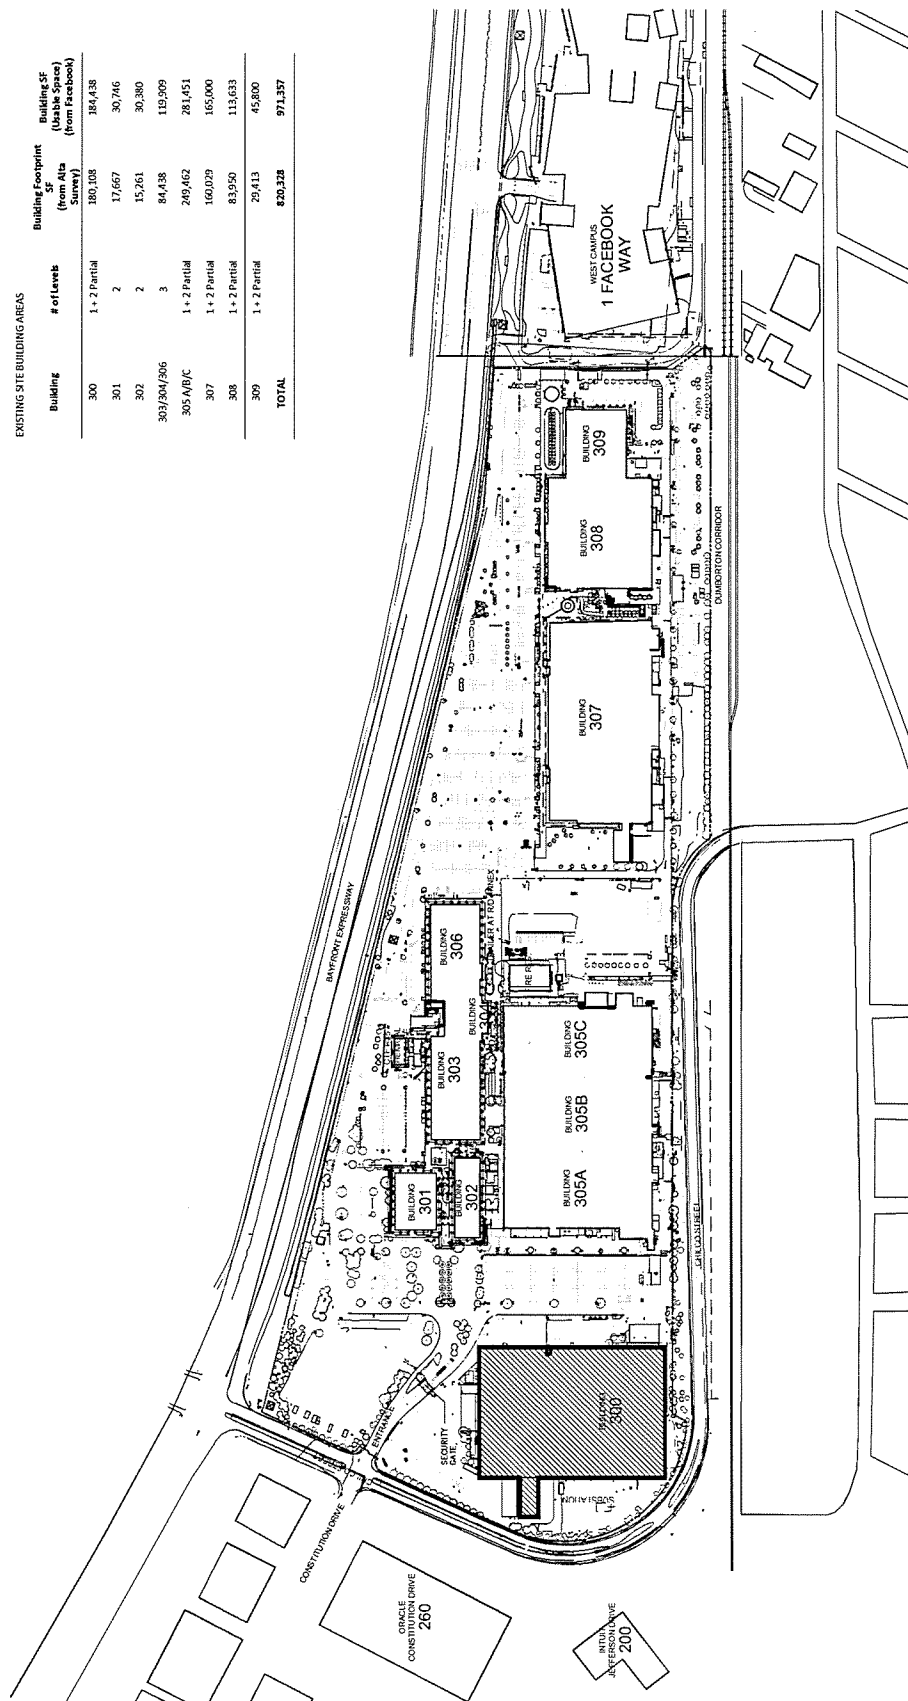 EXISTING SITE BUILDING AREAS
Building # of Levels Building Footprint SF (from Alta Survey) Building SF (Usable Space) (from Facebook)
300 1 + 2 Partial 180,108 184,438
301 2 17,667 30,746
302 2 15,261 30,380
303/304/306 3 84,438 119,909
305 A/B/C 1 + 2 Partial 249,462 281,451
307 1 + 2 Partial 160,029 165,000
308 1 + 2 Partial 83,950 113,633
309 1 + 2 Partial 29,413 45,800
TOTAL 820,328 971,357
BAYFRONT EXPRESSWAY
WEST CAMPUS
1 FACEBOOK
WAY
BUILDING
309
BUILDING
308
BUILDING
307
DUMBORTON CORRIDOR
BUILDING
306
BUILDING
304
BUILDING
303
BUILDING
301
BUILDING
302
BUILDING
305C
BUILDING
305B
BUILDING
305A
CHILCO STREET
BUILDING
300
SUBSTATION
SECURITY
GATE
ENTRANCE
CONSTITUTION DRIVE
ORACLE
CONSTITUTION DRIVE
260
INTUIT
JEFFERSON DRIVE
200